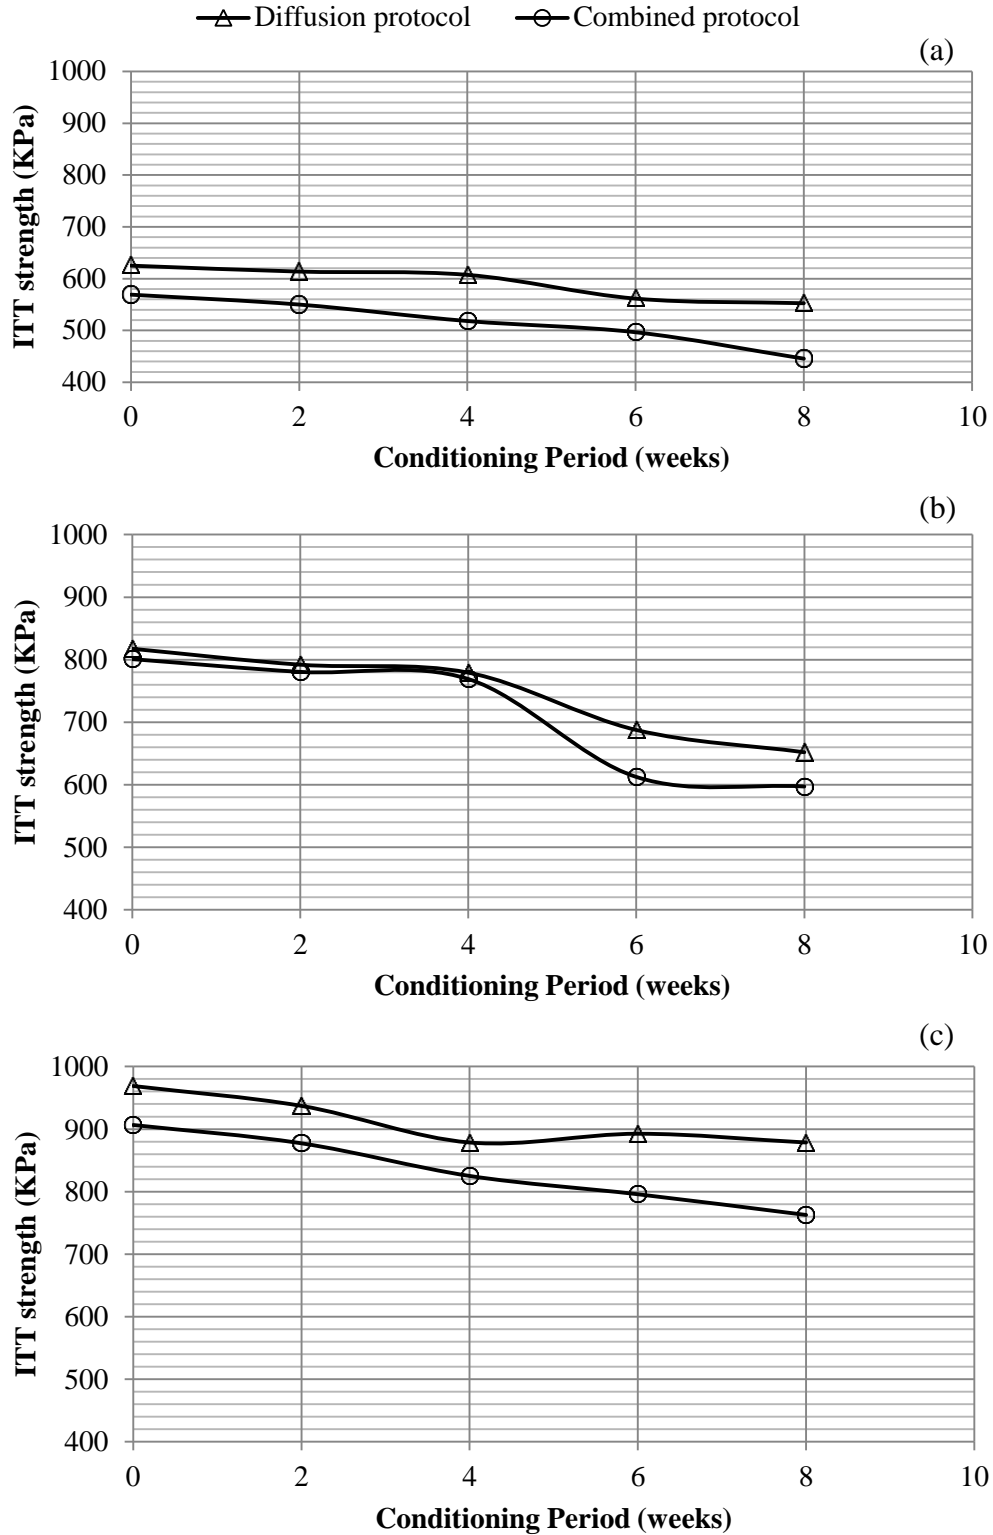 Diffusion protocol Combined protocol
(a)
1000
900
800
700
600
500
400
ITT strength (KPa)
0 2 4 6 8 10
Conditioning Period (weeks)
(b)
1000
900
800
700
600
500
400
ITT strength (KPa)
0 2 4 6 8 10
Conditioning Period (weeks)
(c)
1000
900
800
700
600
500
400
ITT strength (KPa)
0 2 4 6 8 10
Conditioning Period (weeks)